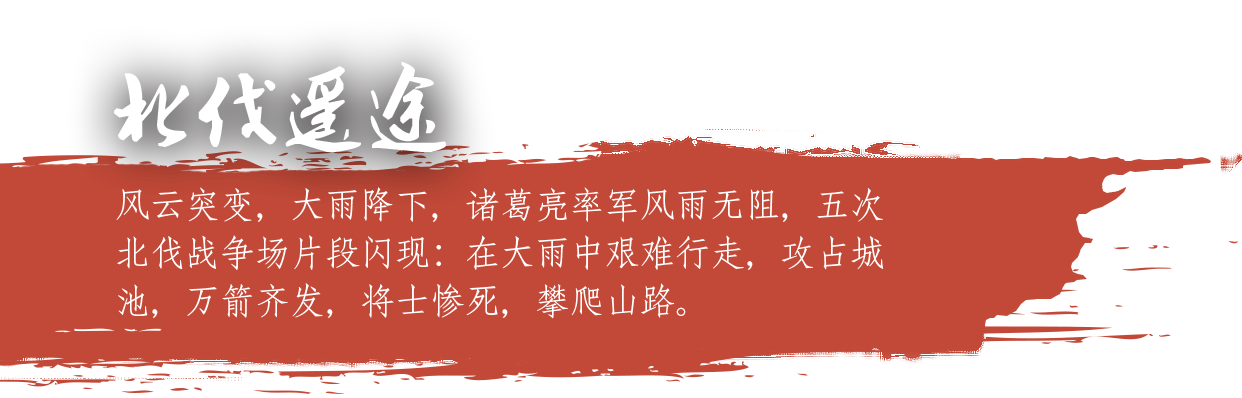 北伐遥途
风云突变，大雨降下，诸葛亮率军风雨无阻，五次
北伐战争场片段闪现：在大雨中艰难行走，攻占城
池，万箭齐发，将士惨死，攀爬山路。